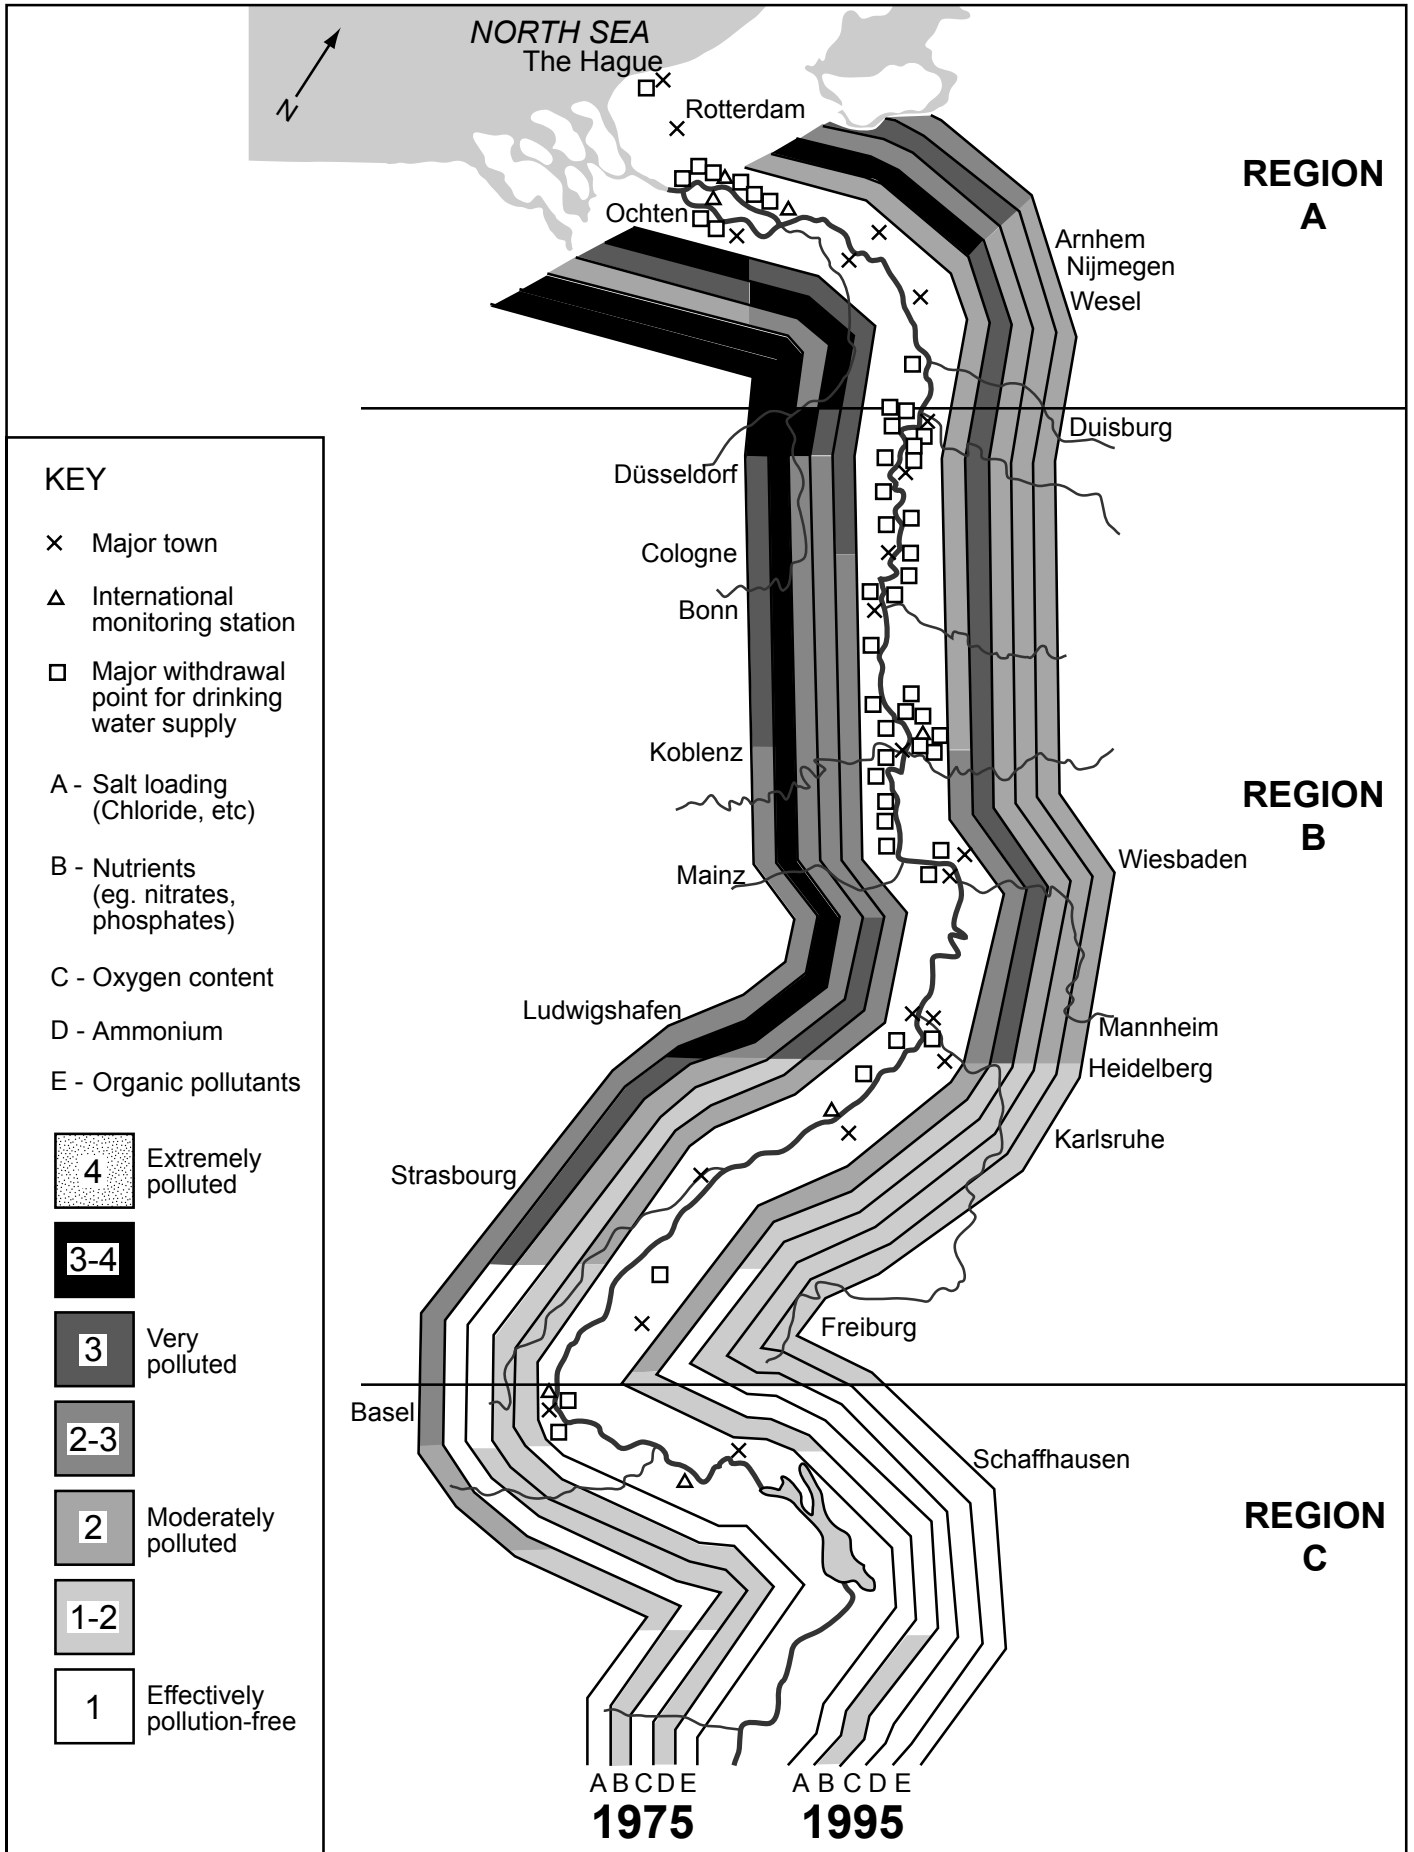 NORTH SEA
The Hague
N
Rotterdam
REGION
A
Ochten
Arnhem
Nijmegen
Wesel
Duisburg
Düsseldorf
Cologne
Bonn
Koblenz
REGION
B
Wiesbaden
Mainz
Ludwigshafen
Mannheim
Heidelberg
Karlsruhe
Strasbourg
Freiburg
Basel
Schaffhausen
REGION
C
A B C D E
1975
A B C D E
1995
KEY
Major town
International
monitoring station
Major withdrawal
point for drinking
water supply
A - Salt loading
(Chloride, etc)
B - Nutrients
(eg. nitrates,
phosphates)
C - Oxygen content
D - Ammonium
E - Organic pollutants
4 Extremely
polluted
3-4
3 Very
polluted
2-3
2 Moderately
polluted
1-2
1 Effectively
pollution-free